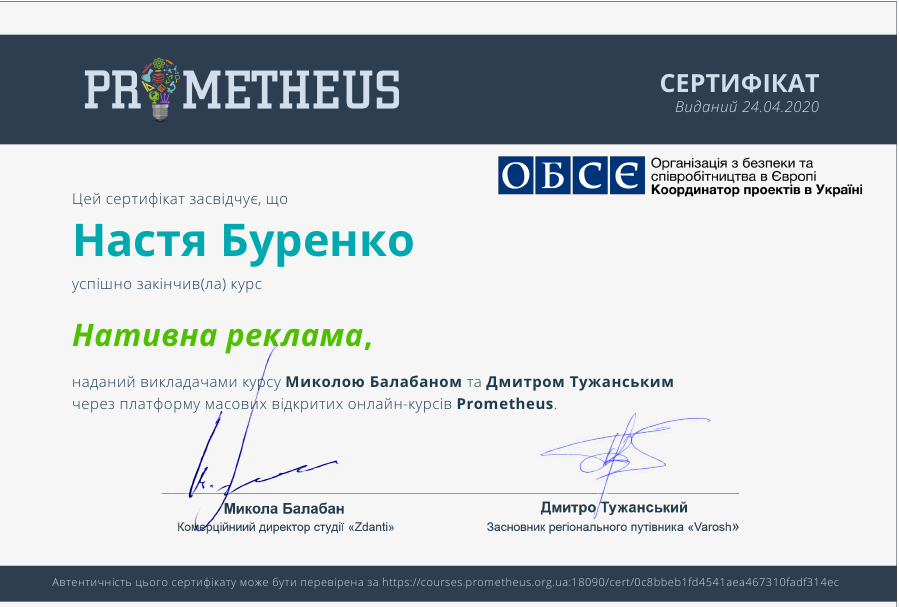 PROMETHEUS
СЕРТИФІКАТ
Виданий 24.04.2020
ОБСЄ
Організація з безпеки та
співробітництва в Європі
Координатор проектів в Україні
Цей сертифікат засвідчує, що
Настя Буренко
успішно закінчив(ла) курс
Нативна реклама,
наданий викладачами курсу Миколою Балабаном та Дмитром Тужанським
через платформу масових відкритих онлайн-курсів Prometheus.
Микола Балабан
Комерційниий директор студії «Zdanti»
Дмитро Тужанський
Засновник регіонального путівника «Varosh»
Автентичність цього сертифікату може бути перевірена за https://courses.prometheus.org.ua:18090/cert/0c8bbeb1fd4541aea467310fadf314ec